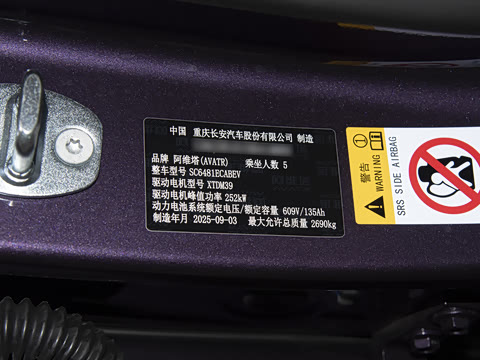 中国 重庆长安汽车股份有限公司 制造
品牌 阿维塔(AVATR) 乘坐人数 5
整车型号 SC6481ECABEV
驱动电机型号 XTDM39
驱动电机峰值功率 252kW
动力电池系统额定电压/额定容量 609V/135Ah
制造年月 2025-09-03 最大允许总质量 2690kg
警告
WARNING
SRS SIDE AIRBAG